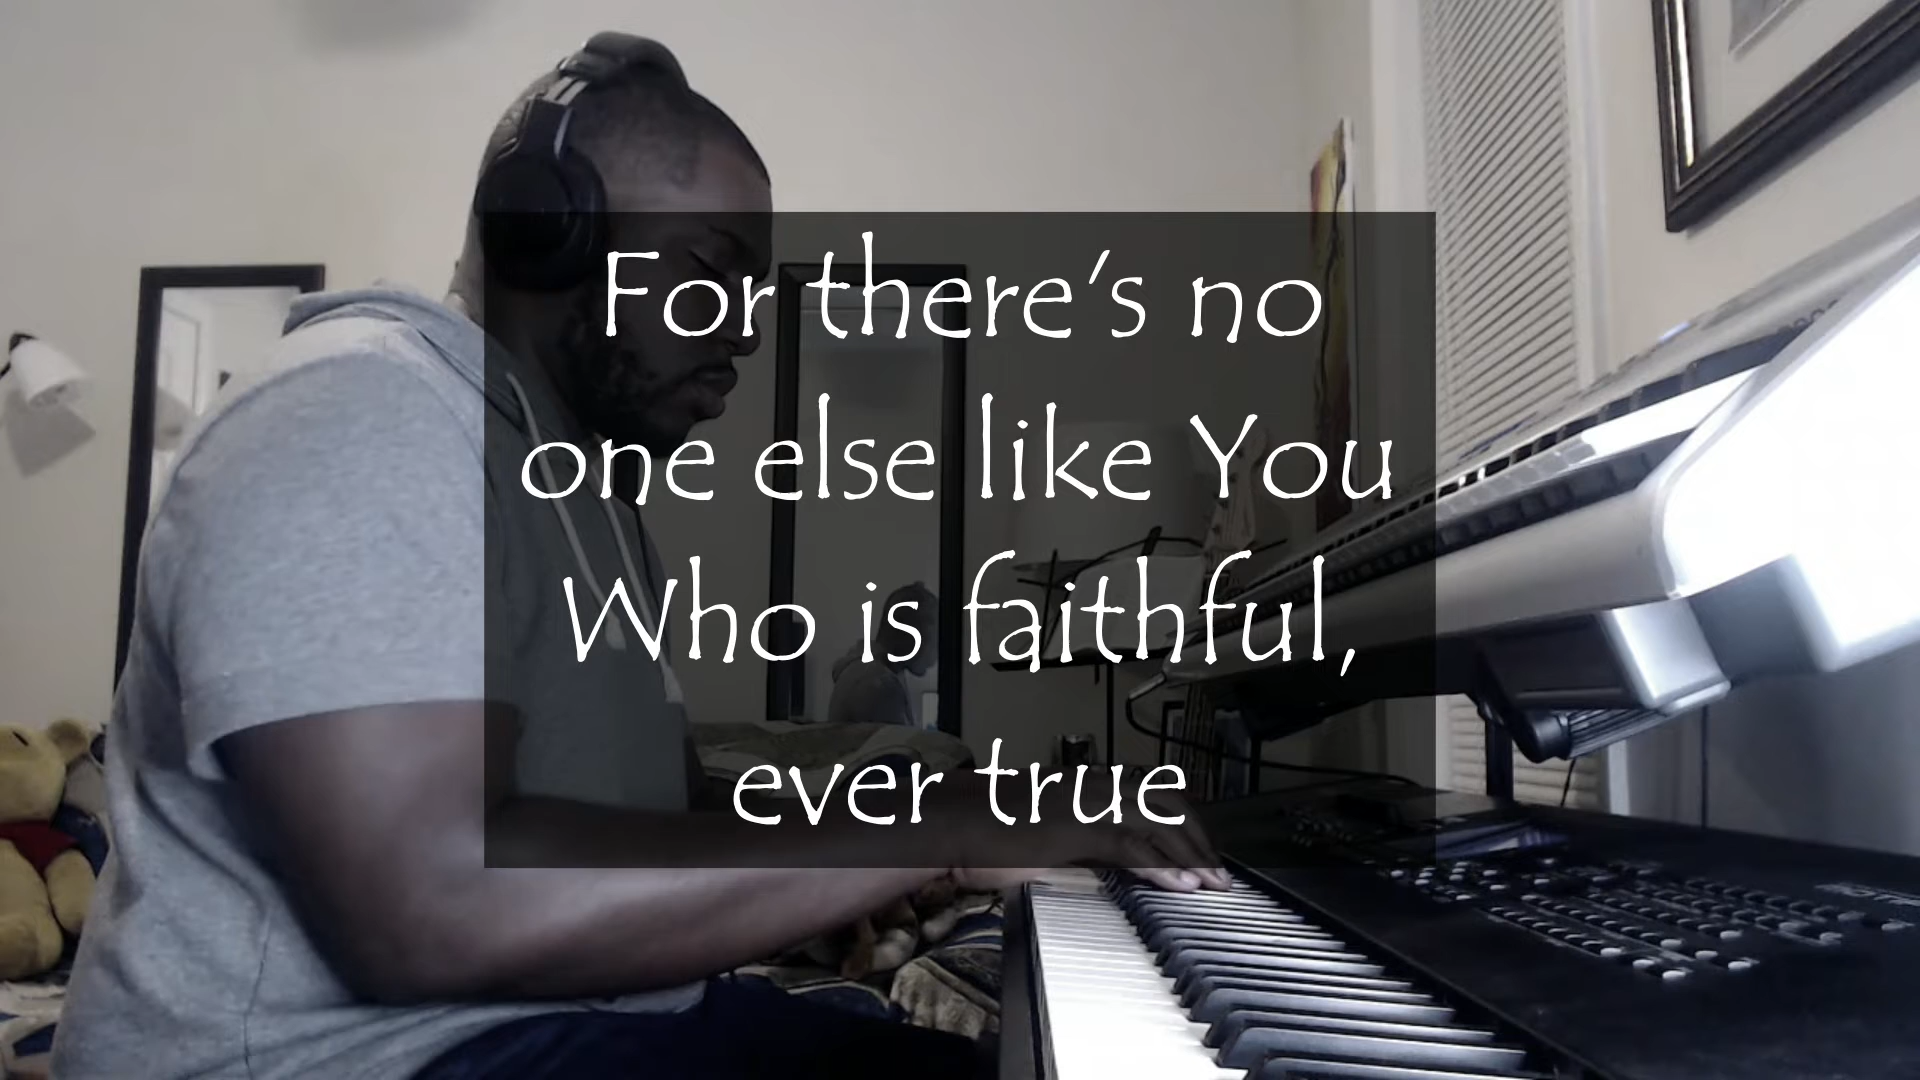 For there's no
one else like You
Who is faithful,
ever true